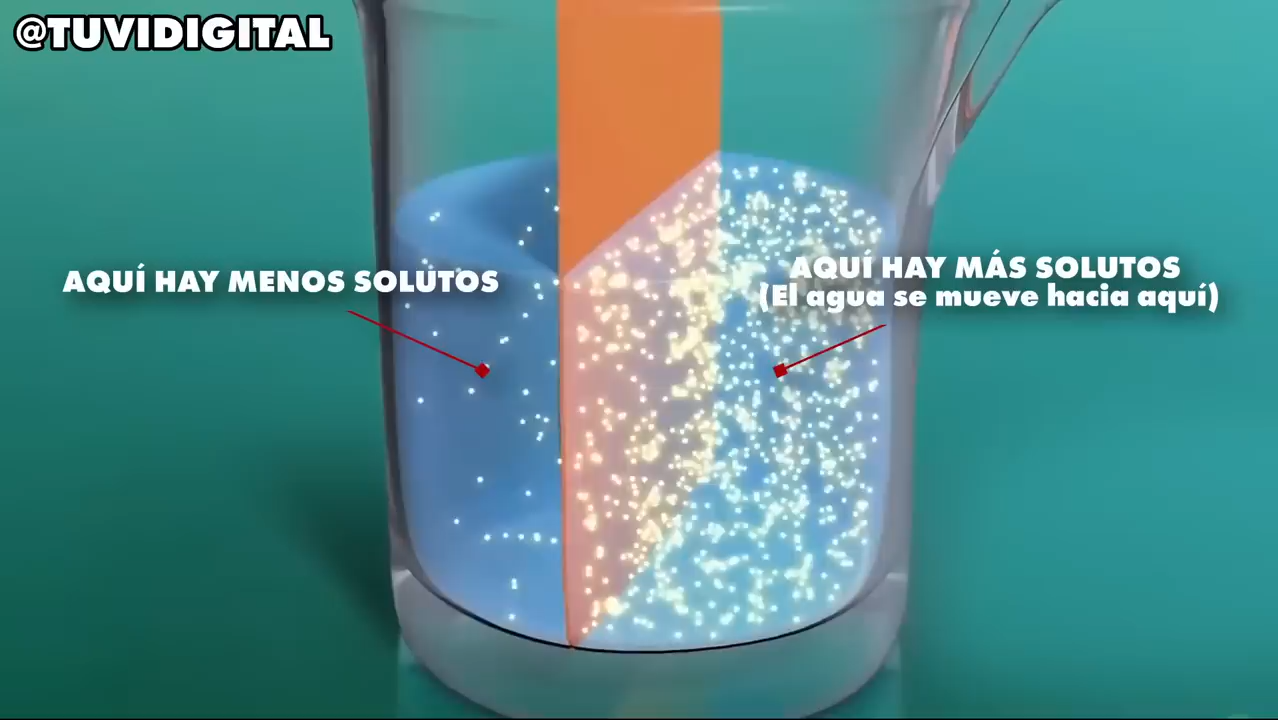 @TUVIDIGITAL
AQUÍ HAY MENOS SOLUTOS
AQUÍ HAY MÁS SOLUTOS
(El agua se mueve hacia aquí)